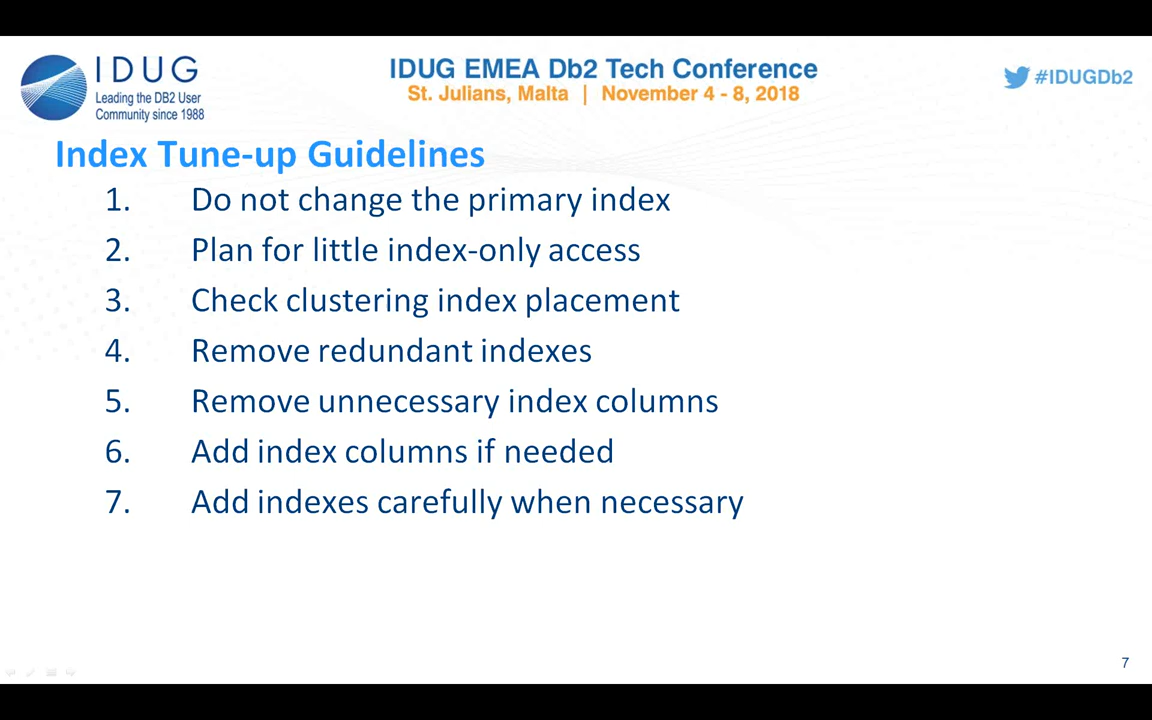 IDUG
Leading the DB2 User
Community since 1988
IDUG EMEA Db2 Tech Conference
St. Julians, Malta | November 4 - 8, 2018
#IDUGDb2
Index Tune-up Guidelines
1. Do not change the primary index
2. Plan for little index-only access
3. Check clustering index placement
4. Remove redundant indexes
5. Remove unnecessary index columns
6. Add index columns if needed
7. Add indexes carefully when necessary
7